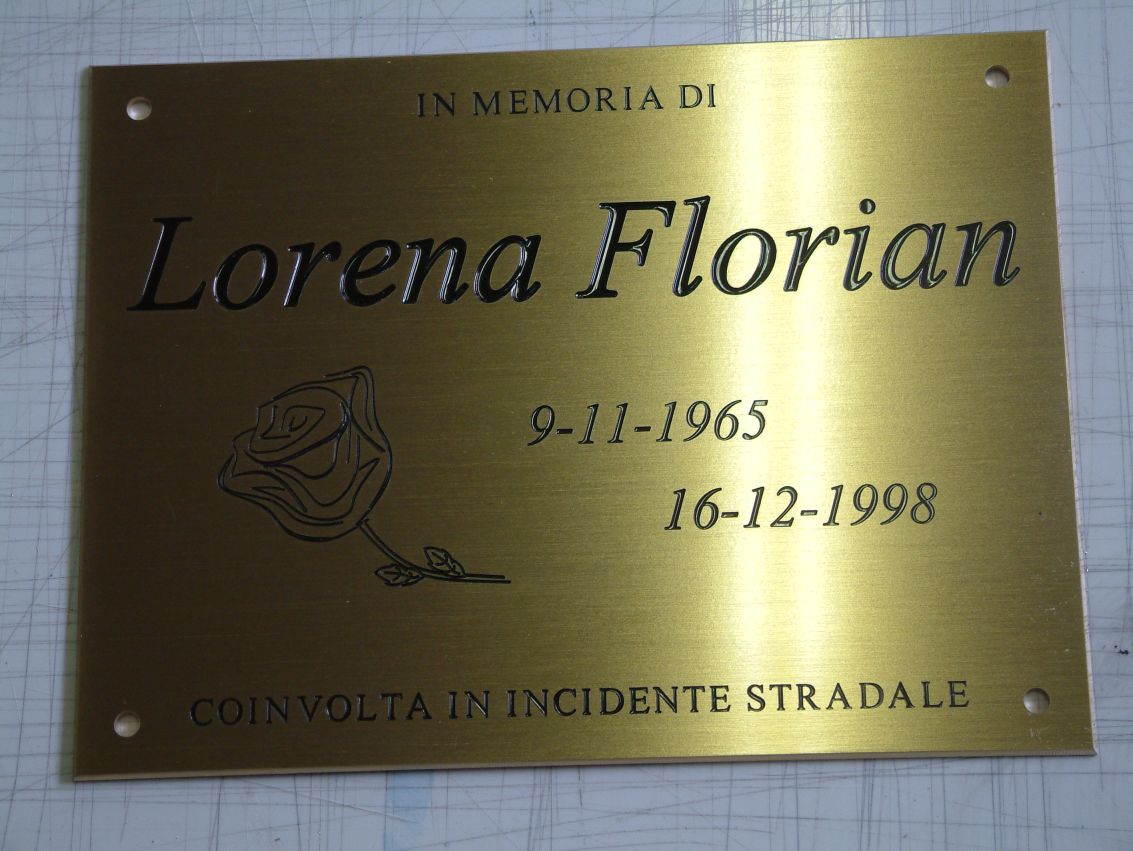 IN MEMORIA DI
Lorena Florian
9-11-1965
16-12-1998
COINVOLTA IN INCIDENTE STRADALE